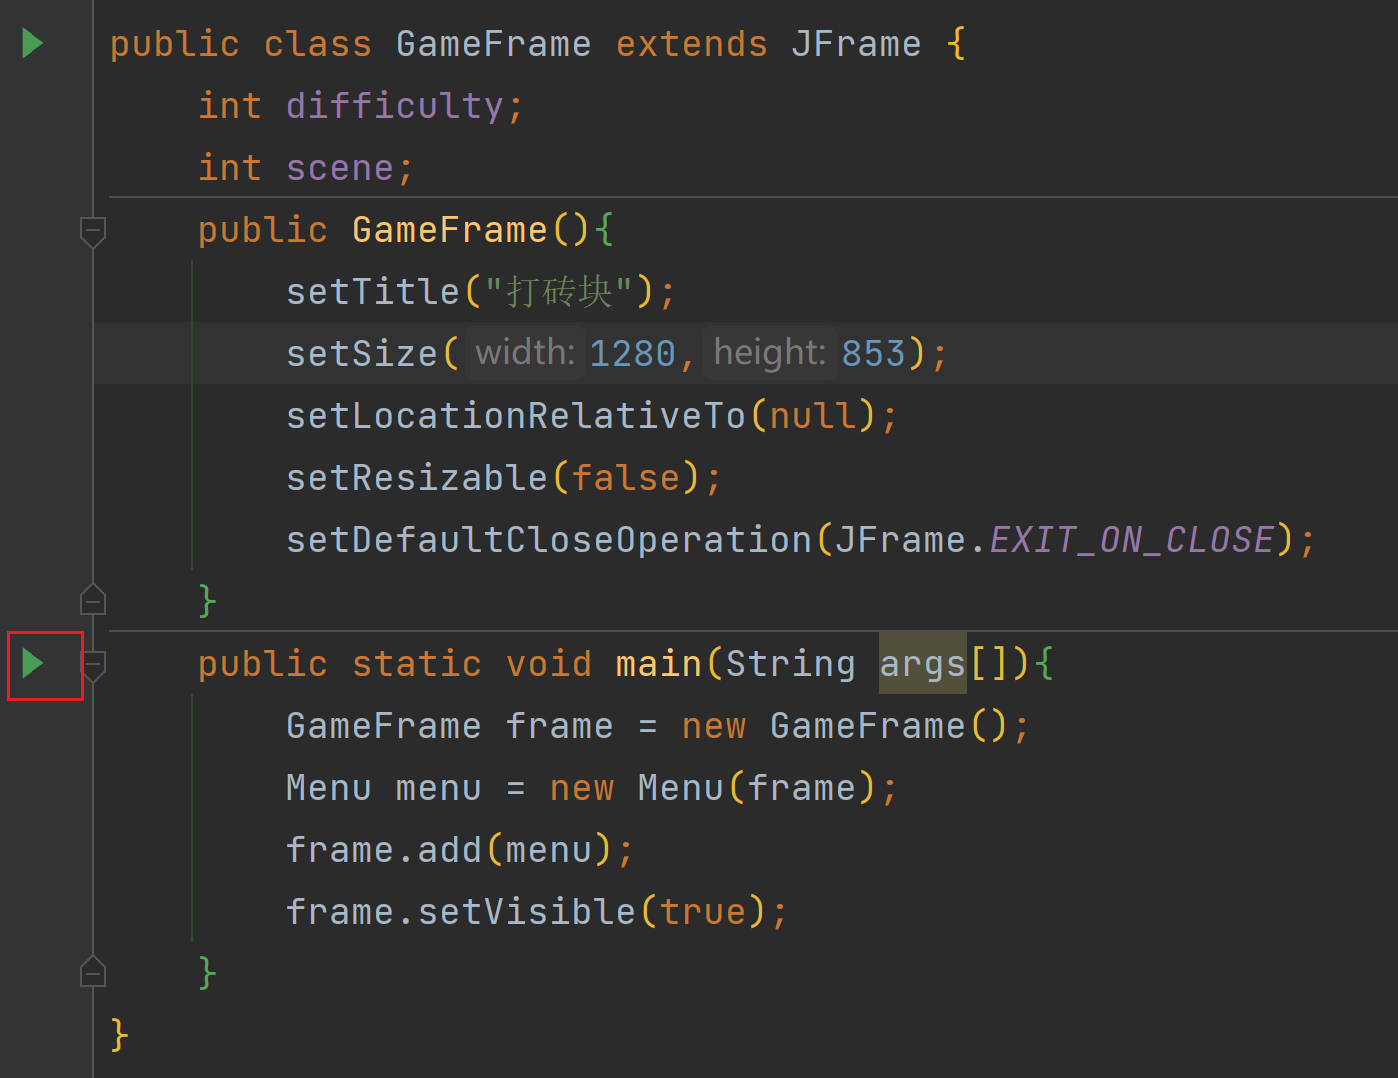 public class GameFrame extends JFrame {
    int difficulty;
    int scene;
    public GameFrame(){
        setTitle("打砖块");
        setSize( width: 1280, height: 853);
        setLocationRelativeTo(null);
        setResizable(false);
        setDefaultCloseOperation(JFrame.EXIT_ON_CLOSE);
    }
    public static void main(String args[]){
        GameFrame frame = new GameFrame();
        Menu menu = new Menu(frame);
        frame.add(menu);
        frame.setVisible(true);
    }
}